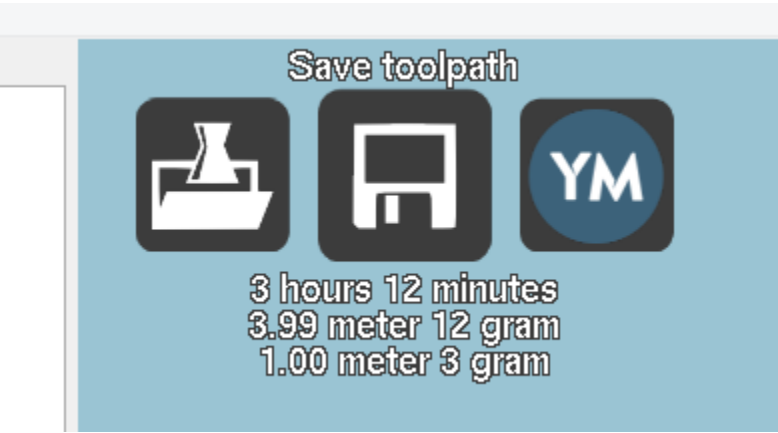 Save toolpath
YM
3 hours 12 minutes
3.99 meter 12 gram
1.00 meter 3 gram